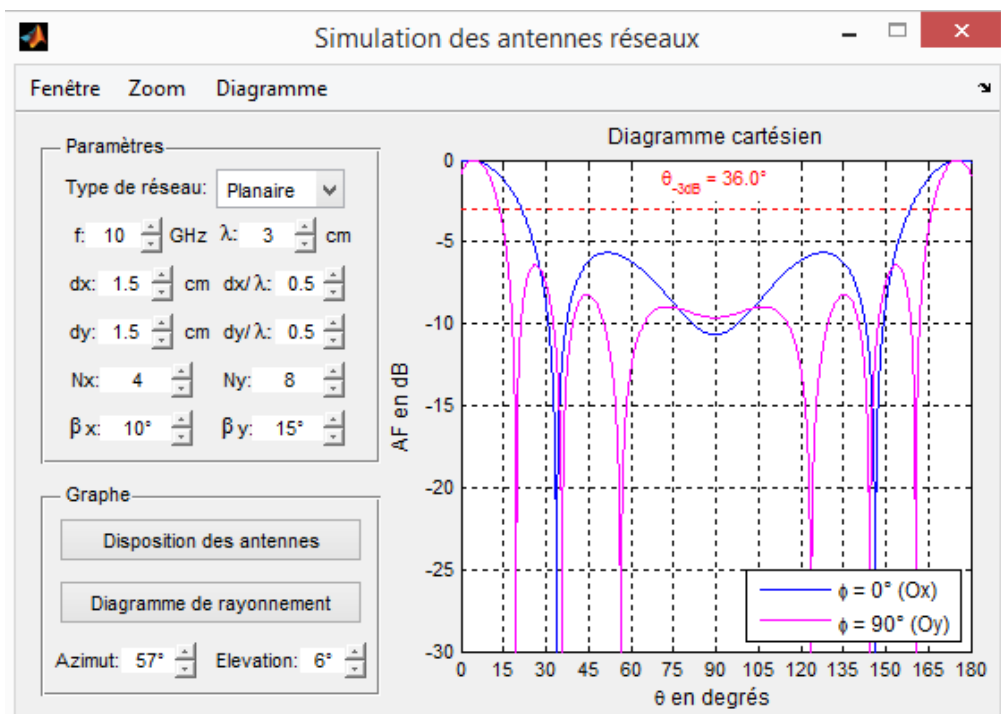 Simulation des antennes réseaux
Fenêtre Zoom Diagramme
Paramètres
Type de réseau: Planaire
f: 10 GHz λ: 3 cm
dx: 1.5 cm dx/λ: 0.5
dy: 1.5 cm dy/λ: 0.5
Nx: 4 Ny: 8
βx: 10° βy: 15°
Graphe
Disposition des antennes
Diagramme de rayonnement
Azimut: 57° Elevation: 6°
Diagramme cartésien
θ-3dB = 36.0°
AF en dB
0
-5
-10
-15
-20
-25
-30
φ = 0° (Ox)
φ = 90° (Oy)
0 15 30 45 60 75 90 105 120 135 150 165 180
θ en degrés